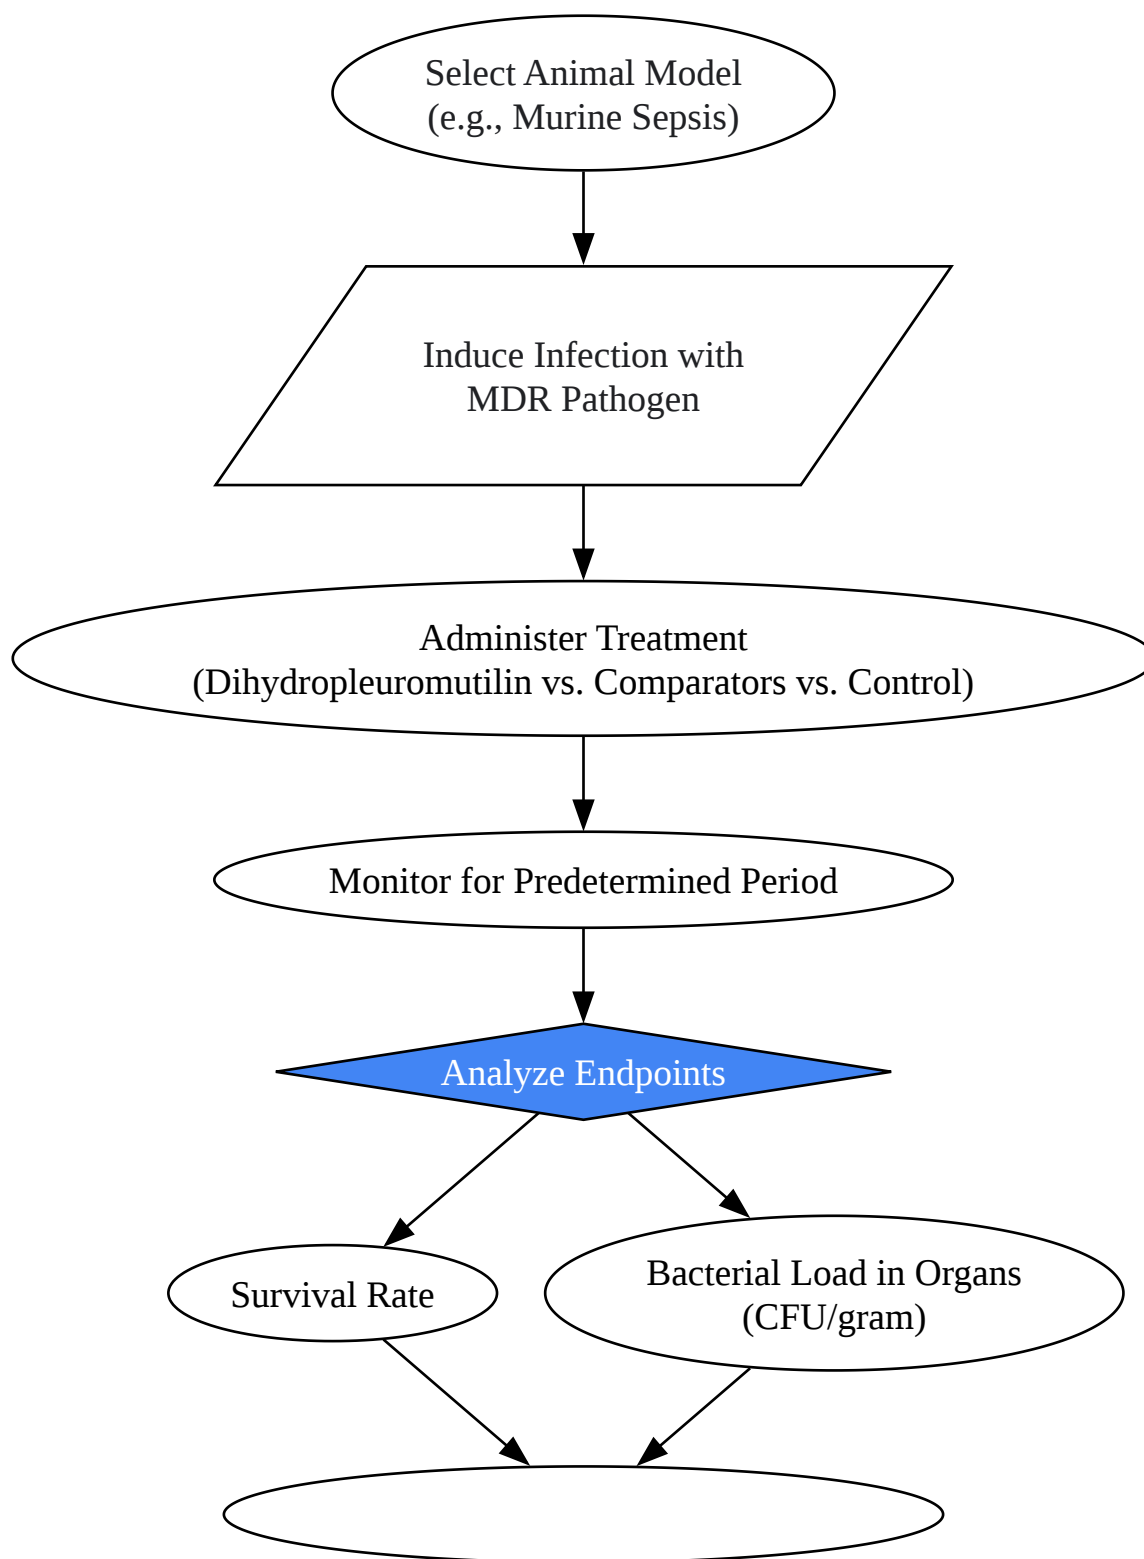 Select Animal Model
(e.g., Murine Sepsis)
Induce Infection with
MDR Pathogen
Administer Treatment
(Dihydropleuromutilin vs. Comparators vs. Control)
Monitor for Predetermined Period
Analyze Endpoints
Survival Rate
Bacterial Load in Organs
(CFU/gram)